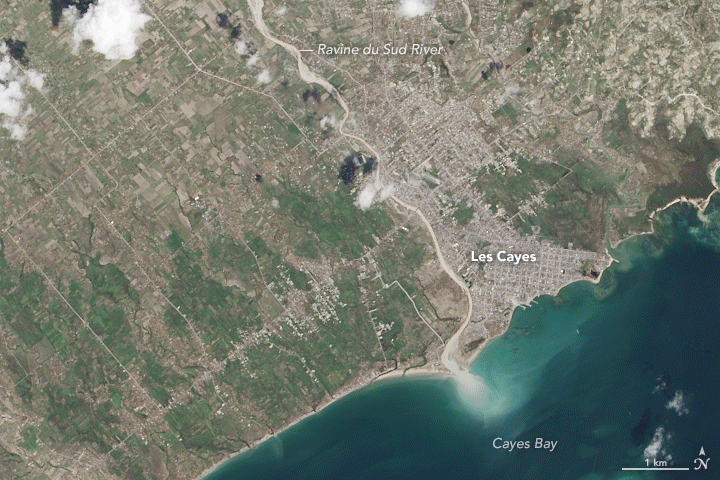 Ravine du Sud River
Les Cayes
Cayes Bay
1 km
N